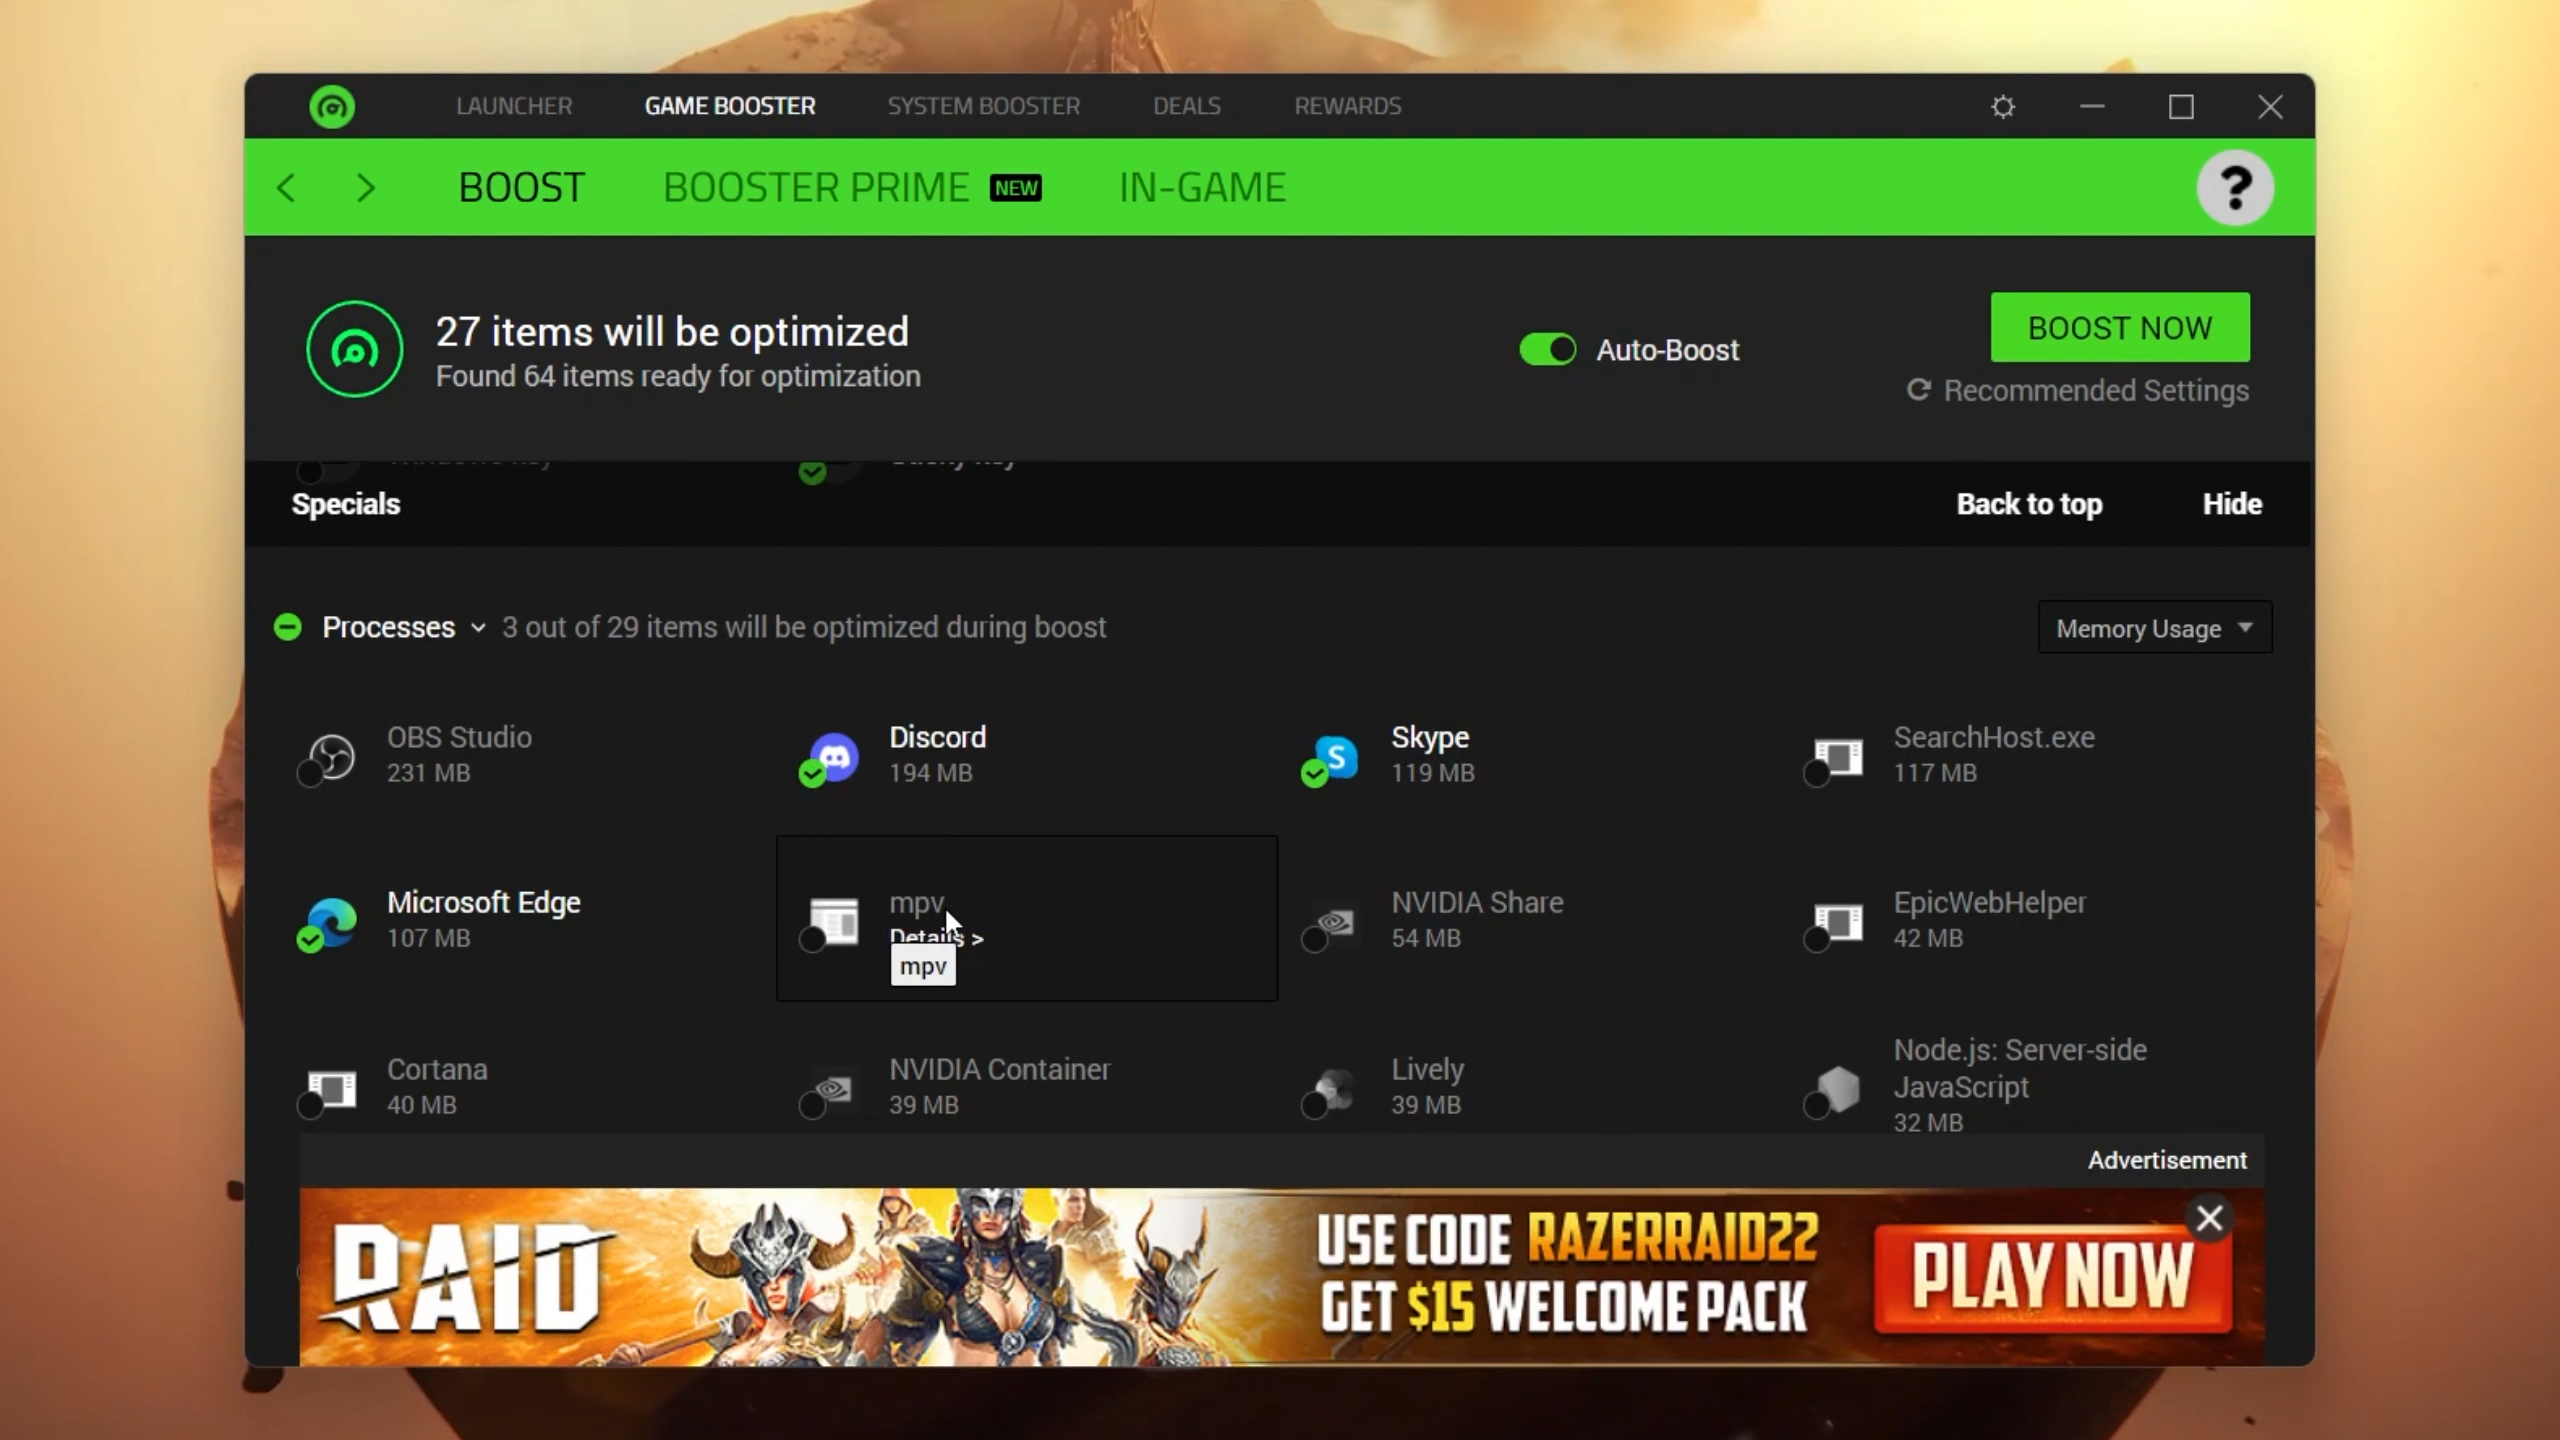 LAUNCHER GAME BOOSTER SYSTEM BOOSTER DEALS REWARDS
BOOST BOOSTER PRIME NEW IN-GAME ?
27 items will be optimized
Found 64 items ready for optimization
Auto-Boost
BOOST NOW
Recommended Settings
Specials Back to top Hide
Processes 3 out of 29 items will be optimized during boost Memory Usage
OBS Studio
231 MB
Discord
194 MB
Skype
119 MB
SearchHost.exe
117 MB
Microsoft Edge
107 MB
mpv
Details >
mpv
NVIDIA Share
54 MB
EpicWebHelper
42 MB
Cortana
40 MB
NVIDIA Container
39 MB
Lively
39 MB
Node.js: Server-side
JavaScript
32 MB
Advertisement
RAID
USE CODE RAZERRAID22
GET $15 WELCOME PACK
PLAY NOW